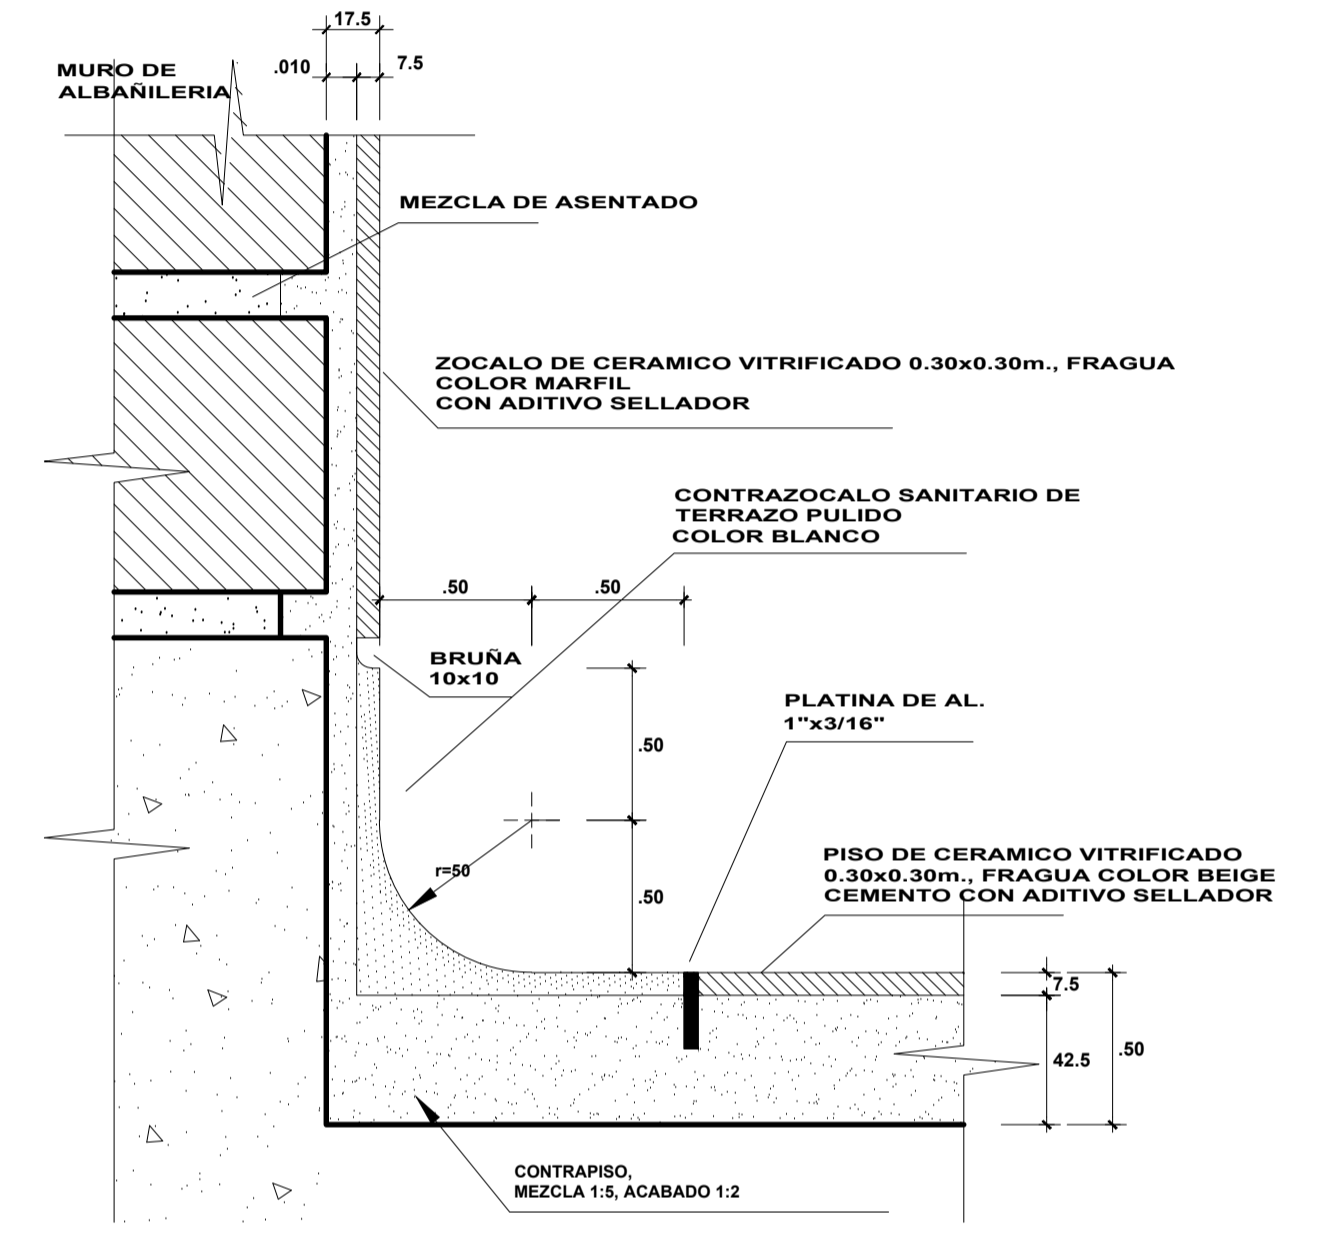 17.5
.010
7.5
MURO DE
ALBAÑILERIA
MEZCLA DE ASENTADO
ZOCALO DE CERAMICO VITRIFICADO 0.30x0.30m., FRAGUA
COLOR MARFIL
CON ADITIVO SELLADOR
CONTRAZOCALO SANITARIO DE
TERRAZO PULIDO
COLOR BLANCO
.50
.50
BRUÑA
10x10
PLATINA DE AL.
1"x3/16"
.50
r=50
.50
PISO DE CERAMICO VITRIFICADO
0.30x0.30m., FRAGUA COLOR BEIGE
CEMENTO CON ADITIVO SELLADOR
7.5
42.5
.50
CONTRAPISO,
MEZCLA 1:5, ACABADO 1:2